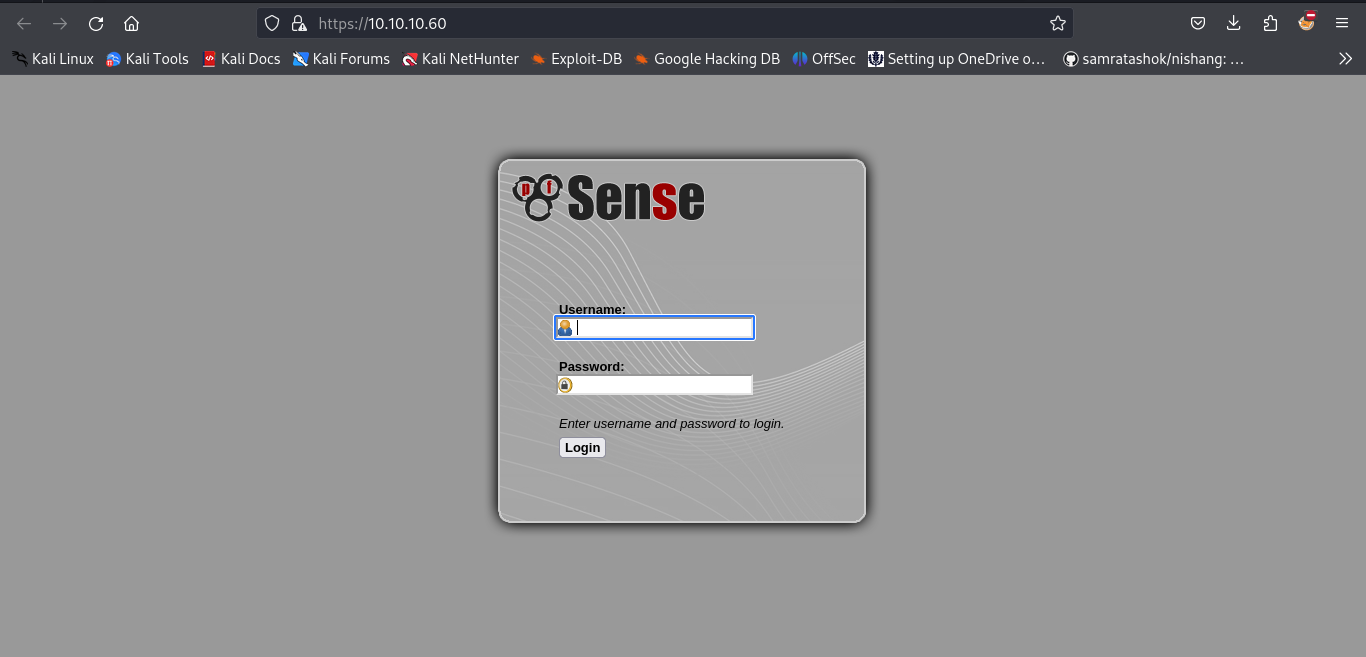 https://10.10.10.60
Kali Linux Kali Tools Kali Docs Kali Forums Kali NetHunter Exploit-DB Google Hacking DB OffSec Setting up OneDrive o… samratashok/nishang: …
pf Sense
Username:
Password:
Enter username and password to login.
Login